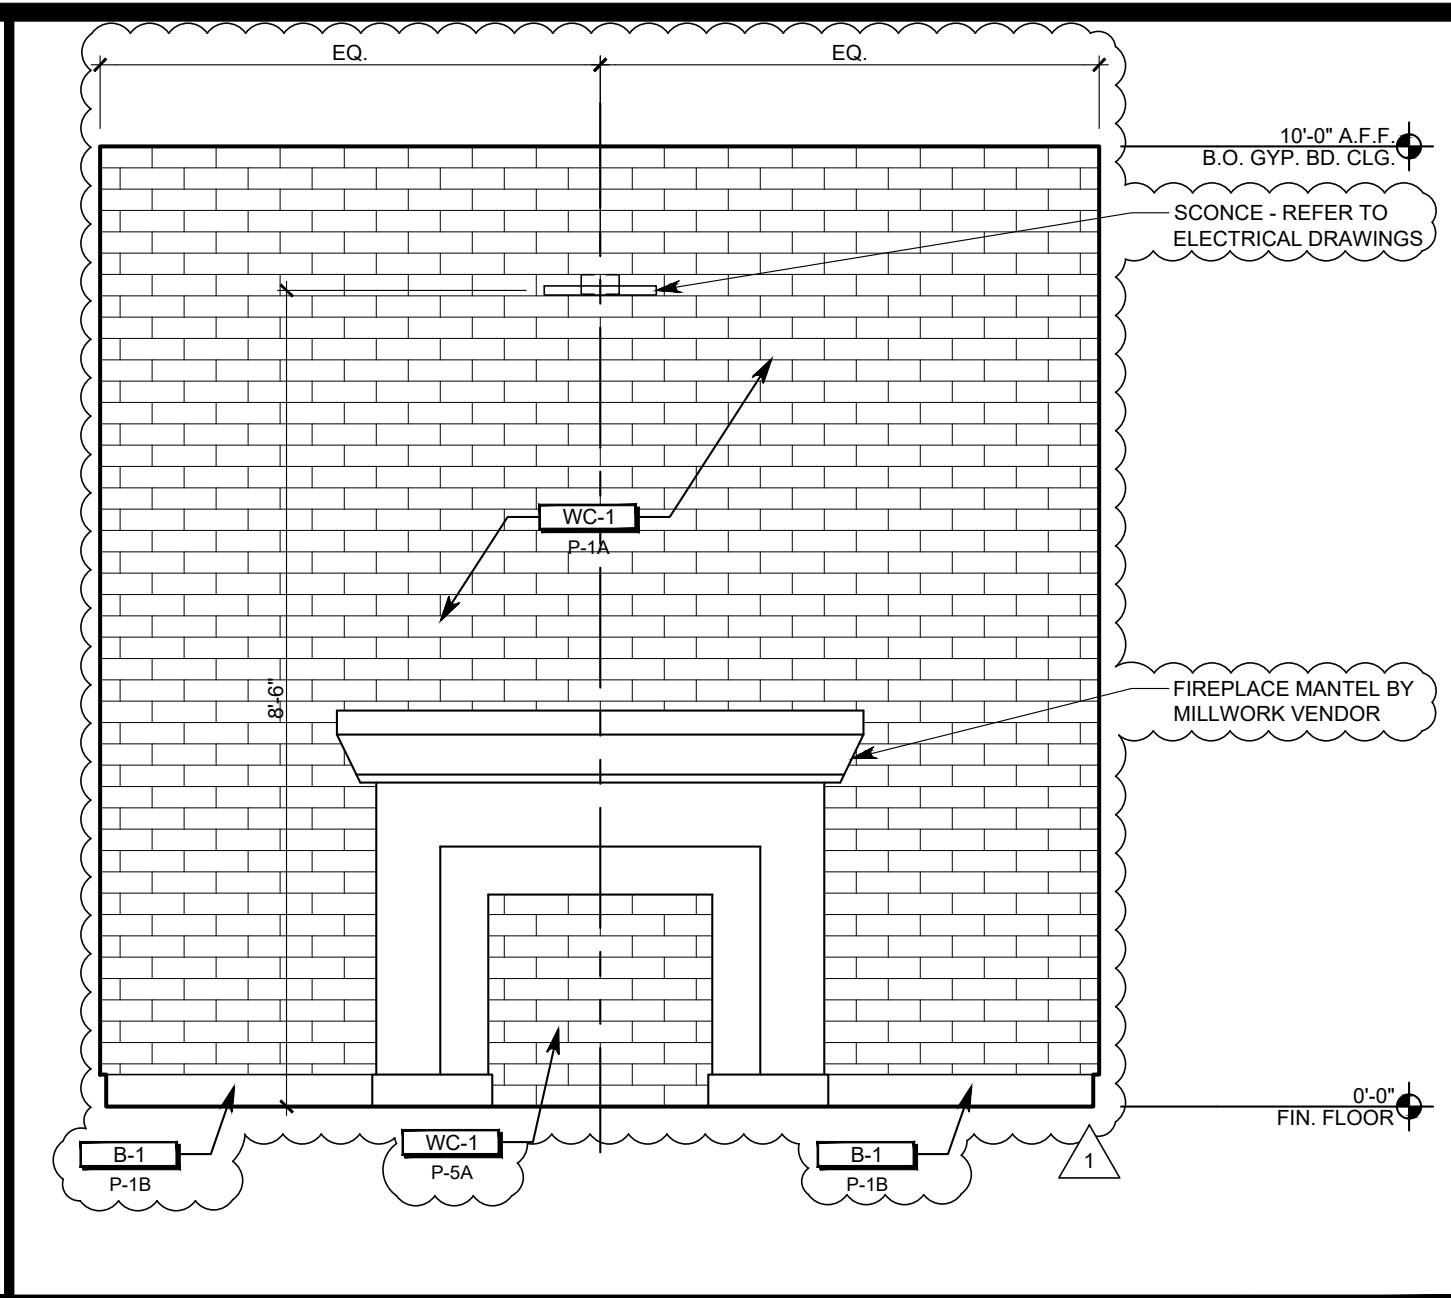 EQ.
EQ.
10'-0" A.F.F.
B.O. GYP. BD. CLG.
SCONCE - REFER TO
ELECTRICAL DRAWINGS
WC-1
P-1A
8'-6"
FIREPLACE MANTEL BY
MILLWORK VENDOR
0'-0"
FIN. FLOOR
B-1
P-1B
WC-1
P-5A
B-1
P-1B
1